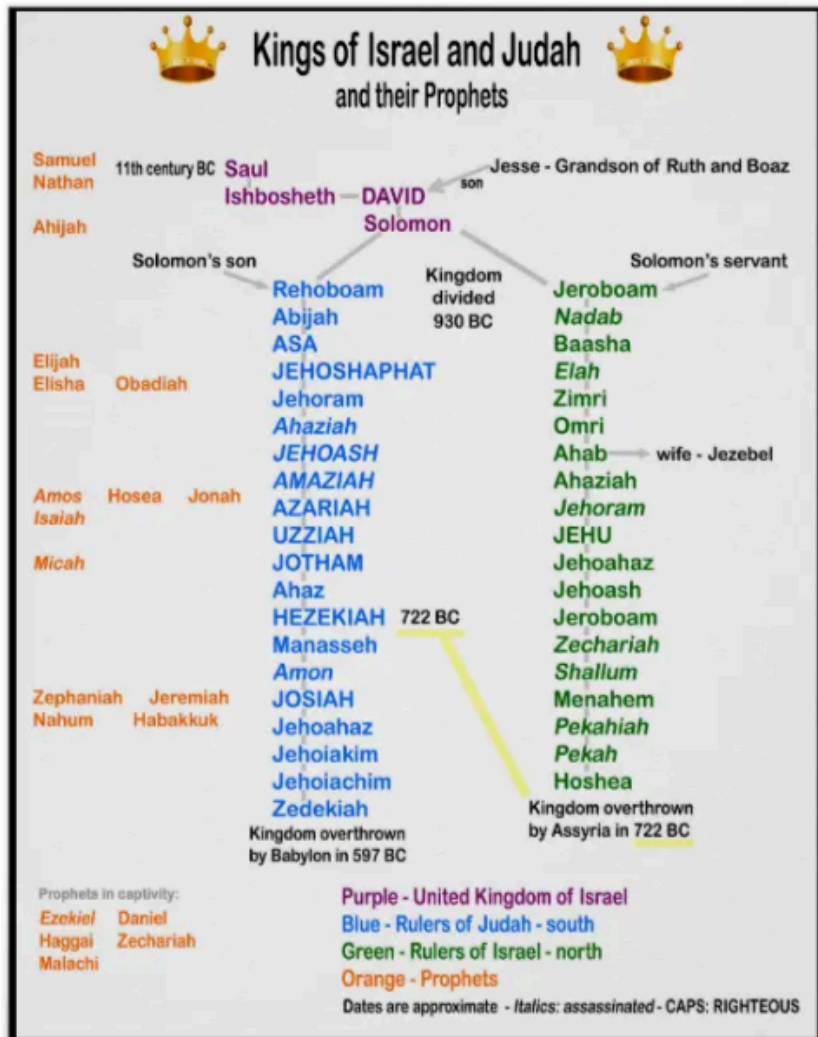 Kings of Israel and Judah
and their Prophets
Samuel
Nathan
11th century BC Saul
Ishbosheth DAVID
son
Jesse - Grandson of Ruth and Boaz
Ahijah
Solomon
Solomon's son
Kingdom
divided
930 BC
Solomon's servant
Rehoboam
Abijah
ASA
JEHOSHAPHAT
Jehoram
Ahaziah
JEHOASH
AMAZIAH
AZARIAH
UZZIAH
JOTHAM
Ahaz
HEZEKIAH 722 BC
Manasseh
Amon
JOSIAH
Jehoahaz
Jehoiakim
Jehoiachim
Zedekiah
Kingdom overthrown
by Babylon in 597 BC
Jeroboam
Nadab
Baasha
Elah
Zimri
Omri
Ahab wife - Jezebel
Ahaziah
Jehoram
JEHU
Jehoahaz
Jehoash
Jeroboam
Zechariah
Shallum
Menahem
Pekahiah
Pekah
Hoshea
Kingdom overthrown
by Assyria in 722 BC
Elijah
Elisha Obadiah
Amos Hosea Jonah
Isaiah
Micah
Zephaniah Jeremiah
Nahum Habakkuk
Prophets in captivity:
Ezekiel Daniel
Haggai Zechariah
Malachi
Purple - United Kingdom of Israel
Blue - Rulers of Judah - south
Green - Rulers of Israel - north
Orange - Prophets
Dates are approximate - Italics: assassinated - CAPS: RIGHTEOUS